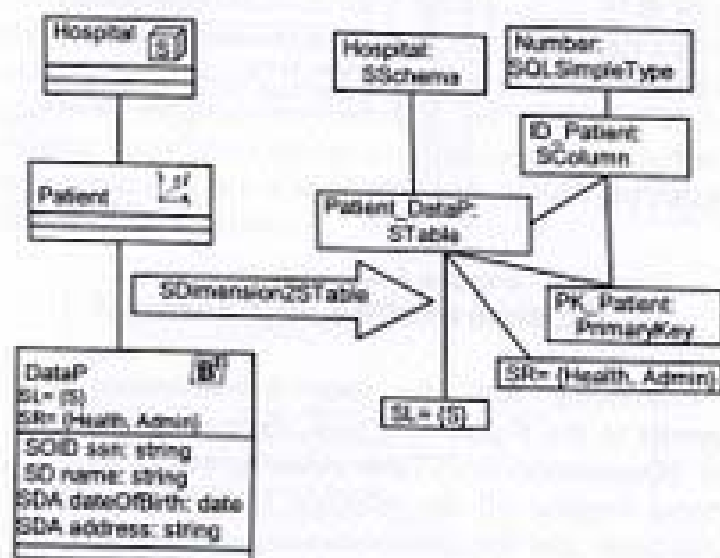 Hospital
S
Patient
DataP
SL= {S}
SR= {Health, Admin}
SOID ssn: string
SD name: string
SDA dateOfBirth: date
SDA address: string
SDimension2STable
Hospital:
SSchema
Number:
SQLSimpleType
ID_Patient:
SColumn
Patient_DataP:
STable
PK_Patient:
PrimaryKey
SR= {Health, Admin}
SL= {S}